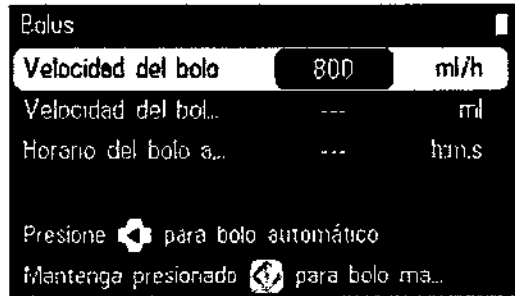 Bolus
Velocidad del bolo 800 ml/h
Velocidad del bol... --- ml
Horario del bolo a... --- h:m:s
Presione para bolo automático
Mantenga presionado para bolo ma...